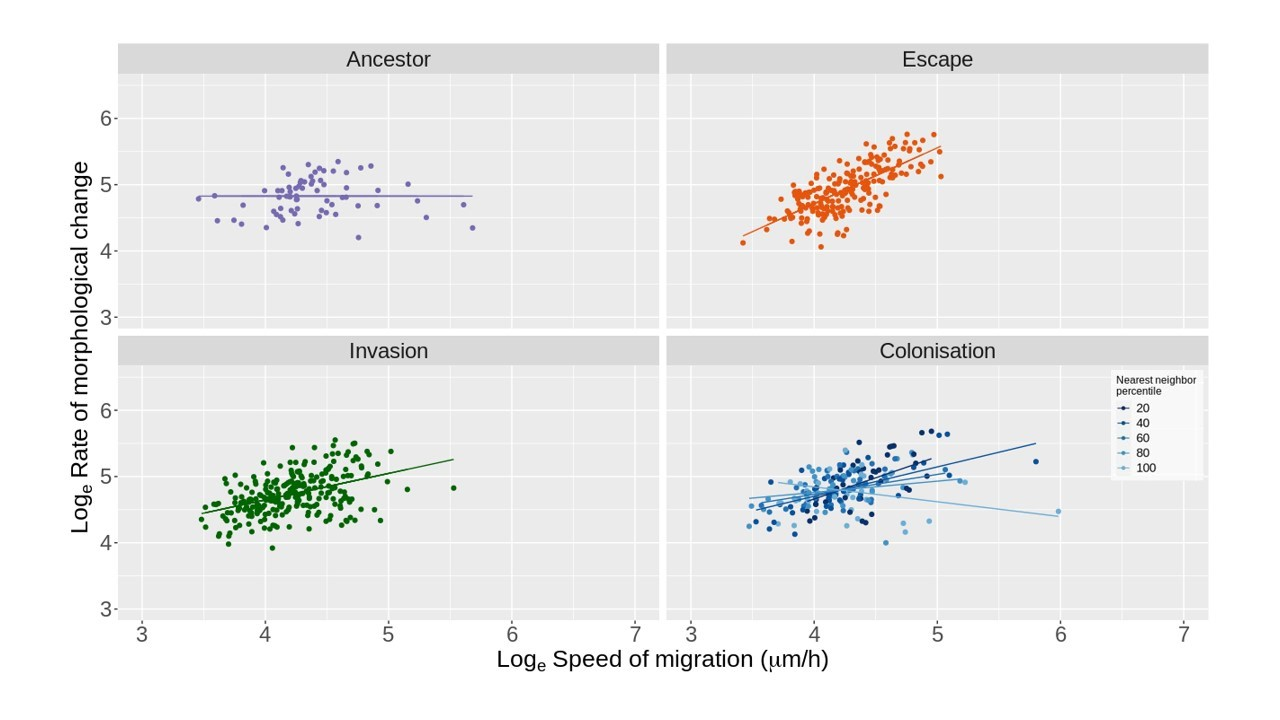 Ancestor
Escape
6
5
4
3
Invasion
Colonisation
6
5
4
3
Nearest neighbor
percentile
20
40
60
80
100
Logₑ Rate of morphological change
3 4 5 6 7
3 4 5 6 7
Logₑ Speed of migration (μm/h)